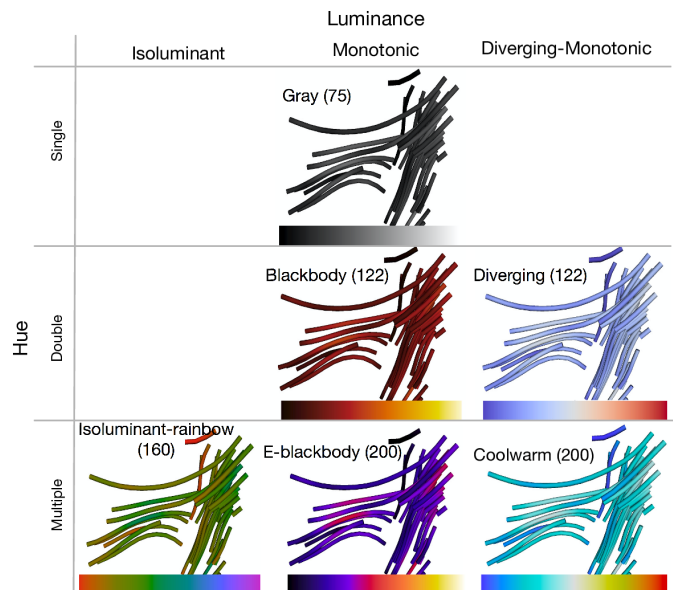 Luminance
Isoluminant
Monotonic
Diverging-Monotonic
Hue
Single
Gray (75)
Double
Blackbody (122)
Diverging (122)
Multiple
Isoluminant-rainbow
(160)
E-blackbody (200)
Coolwarm (200)